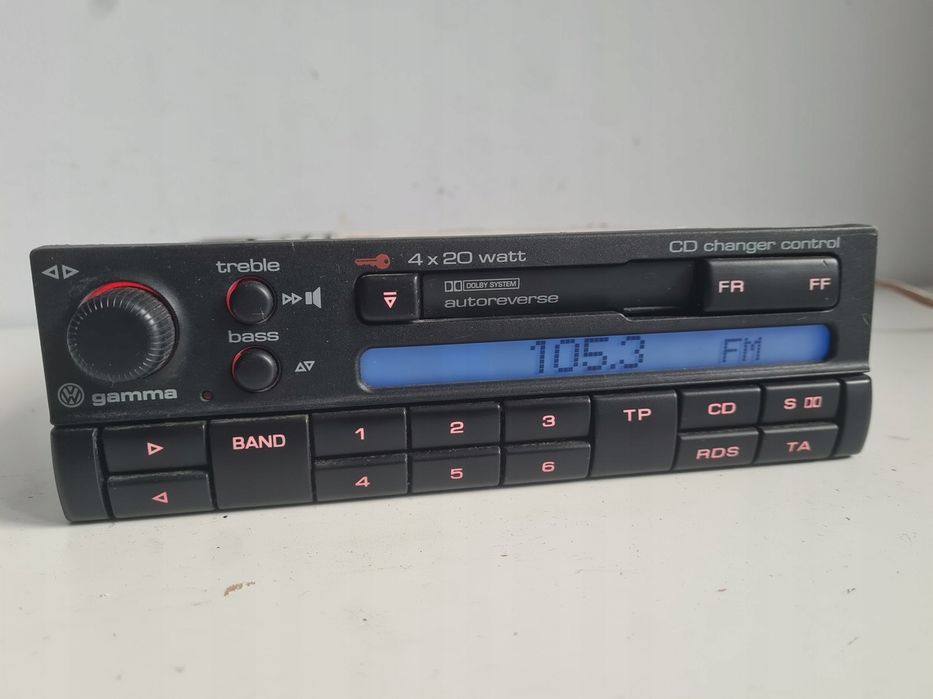 treble
4 x 20 watt
CD changer control
DOLBY SYSTEM
autoreverse
FR FF
bass
105.3 FM
gamma
BAND
1 2 3
TP
CD
S
4 5 6
RDS
TA